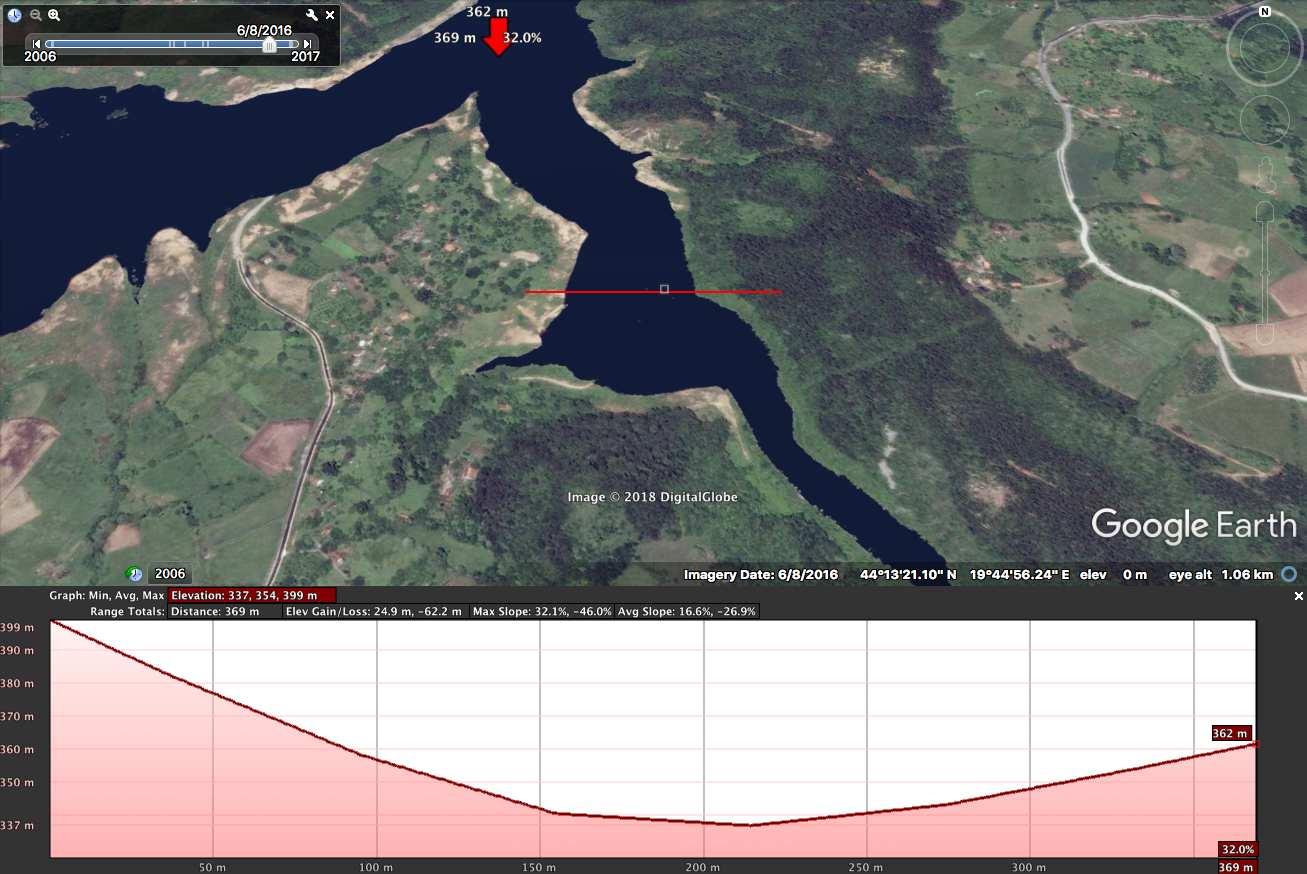 6/8/2016
2006
2017
362 m
369 m 32.0%
N
Image © 2018 DigitalGlobe
Google Earth
2006
Imagery Date: 6/8/2016 44°13'21.10" N 19°44'56.24" E elev 0 m eye alt 1.06 km
Graph: Min, Avg, Max Elevation: 337, 354, 399 m
Range Totals: Distance: 369 m Elev Gain/Loss: 24.9 m, -62.2 m Max Slope: 32.1%, -46.0% Avg Slope: 16.6%, -26.9%
399 m
390 m
380 m
370 m
362 m
360 m
350 m
337 m
32.0%
50 m 100 m 150 m 200 m 250 m 300 m 369 m